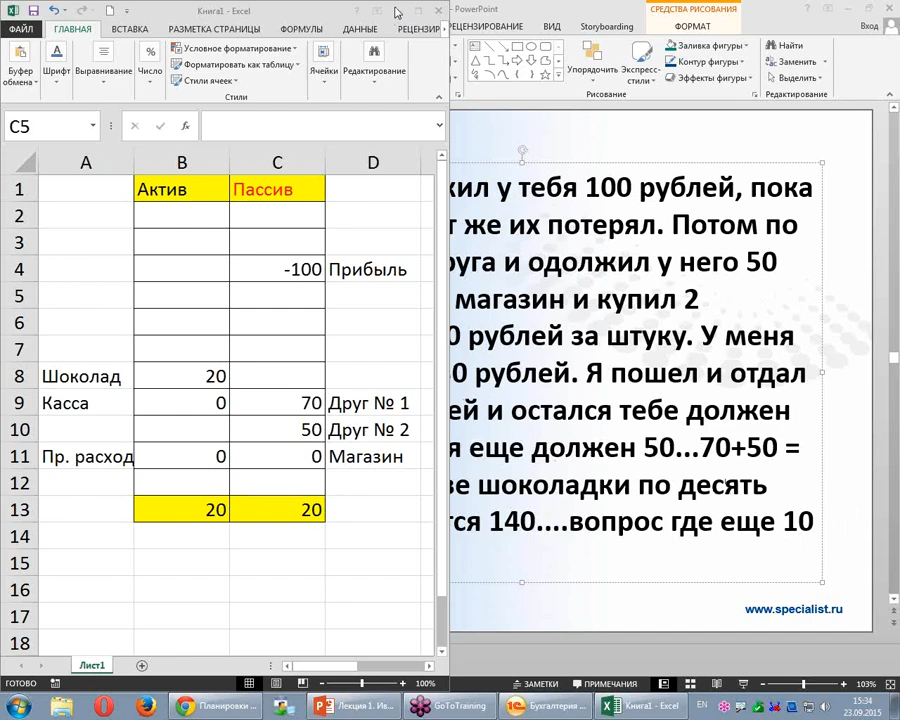 Книга1 - Excel
- PowerPoint
СРЕДСТВА РИСОВАНИЯ
Вход
ФАЙЛ ГЛАВНАЯ ВСТАВКА РАЗМЕТКА СТРАНИЦЫ ФОРМУЛЫ ДАННЫЕ РЕЦЕНЗИР
РЕЦЕНЗИРОВАНИЕ ВИД Storyboarding ФОРМАТ
Буфер обмена
Шрифт
Выравнивание
Число
Условное форматирование
Форматировать как таблицу
Стили ячеек
Стили
Ячейки
Редактирование
Упорядочить
Экспресс-стили
Заливка фигуры
Контур фигуры
Эффекты фигуры
Рисование
Найти
Заменить
Выделить
Редактирование
C5
fx
A B C D
1 Актив Пассив
2
3
4 -100 Прибыль
5
6
7
8 Шоколад 20
9 Касса 0 70 Друг № 1
10 50 Друг № 2
11 Пр. расход 0 0 Магазин
12
13 20 20
14
15
16
17
18
жил у тебя 100 рублей, пока
т же их потерял. Потом по
руга и одолжил у него 50
магазин и купил 2
0 рублей за штуку. У меня
0 рублей. Я пошел и отдал
ей и остался тебе должен
я еще должен 50...70+50 =
ве шоколадки по десять
тся 140....вопрос где еще 10
www.specialist.ru
Лист1
ГОТОВО
100%
ЗАМЕТКИ ПРИМЕЧАНИЯ
103%
Планировки ...
Лекция 1. Ив...
GoToTraining
Бухгалтерия ...
Книга1 - Excel
EN
15:34
23.09.2015